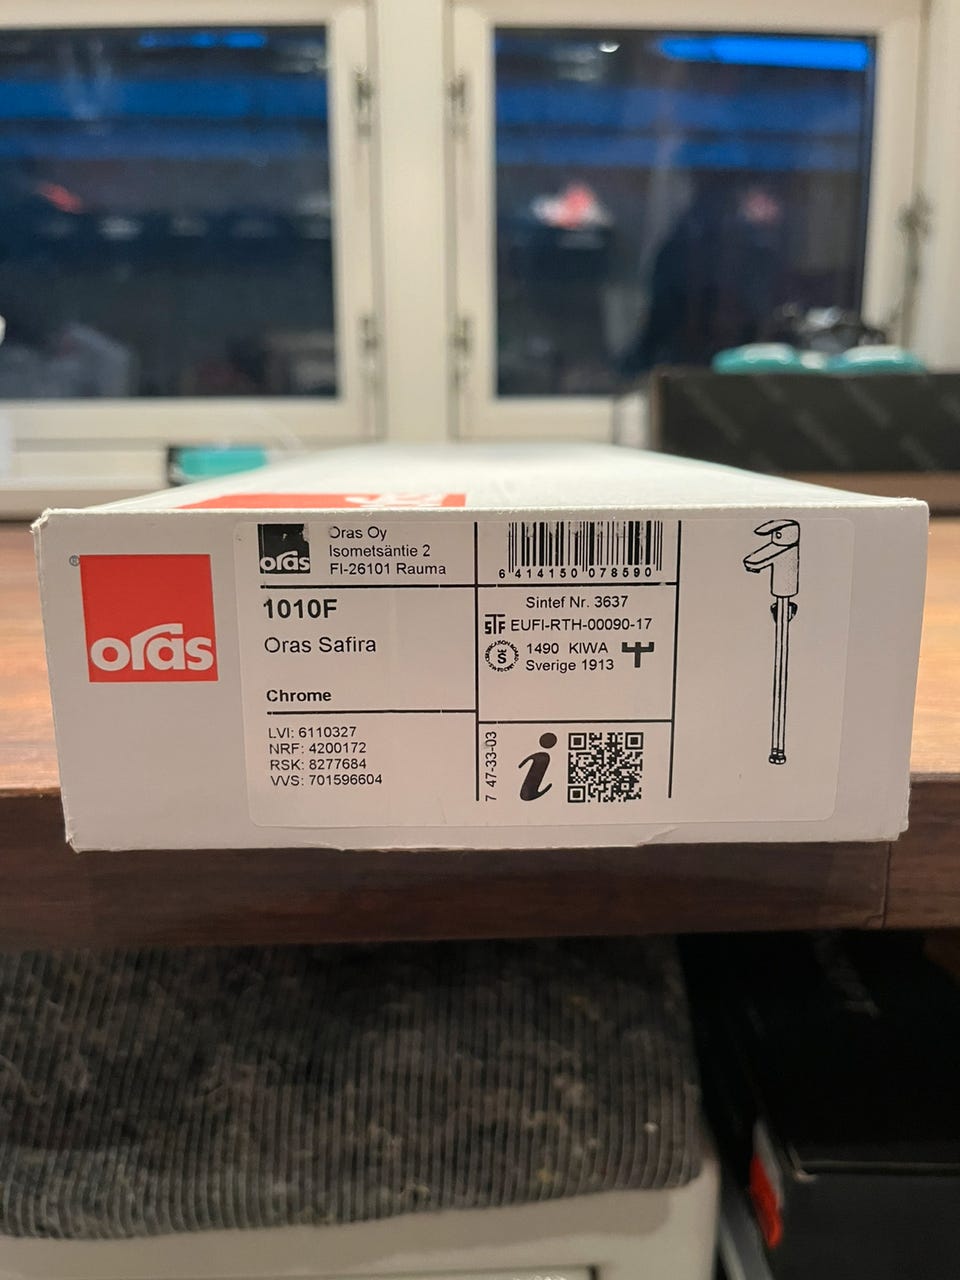 ®
oras
oras
Oras Oy
Isometsäntie 2
FI-26101 Rauma
1010F
Oras Safira
Chrome
LVI: 6110327
NRF: 4200172
RSK: 8277684
VVS: 701596604
6 414150 078590
Sintef Nr. 3637
STF EUFI-RTH-00090-17
1490 KIWA
Sverige 1913
7 47-33-03
i